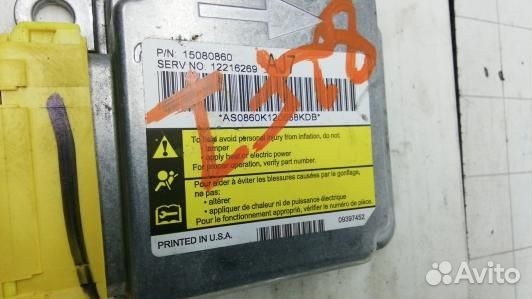 P/N: 15080860 AJ7
SERV NO: 12216269
To help avoid personal injury from inflation, do not:
• tamper
• apply heat or electric power
For proper operation, verify part number.
Pour aider à éviter les blessures causées par le gonflage,
ne pas:
• altérer
• appliquer de chaleur ni de puissance électrique
Pour le fonctionnement approprié, vérifier le numéro de pièce.
PRINTED IN U.S.A.
09397452
Avito